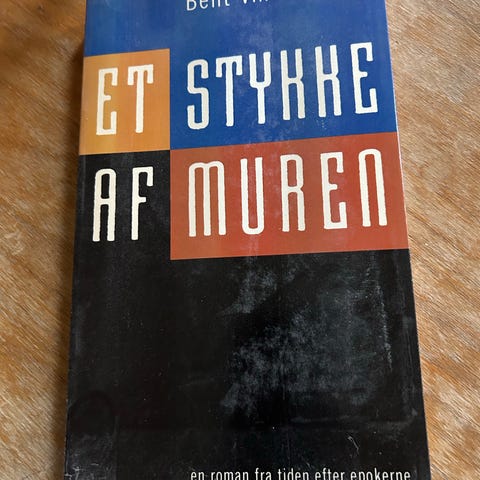 Bent
ET STYKKE
AF MUREN
en roman fra tiden efter epokerne